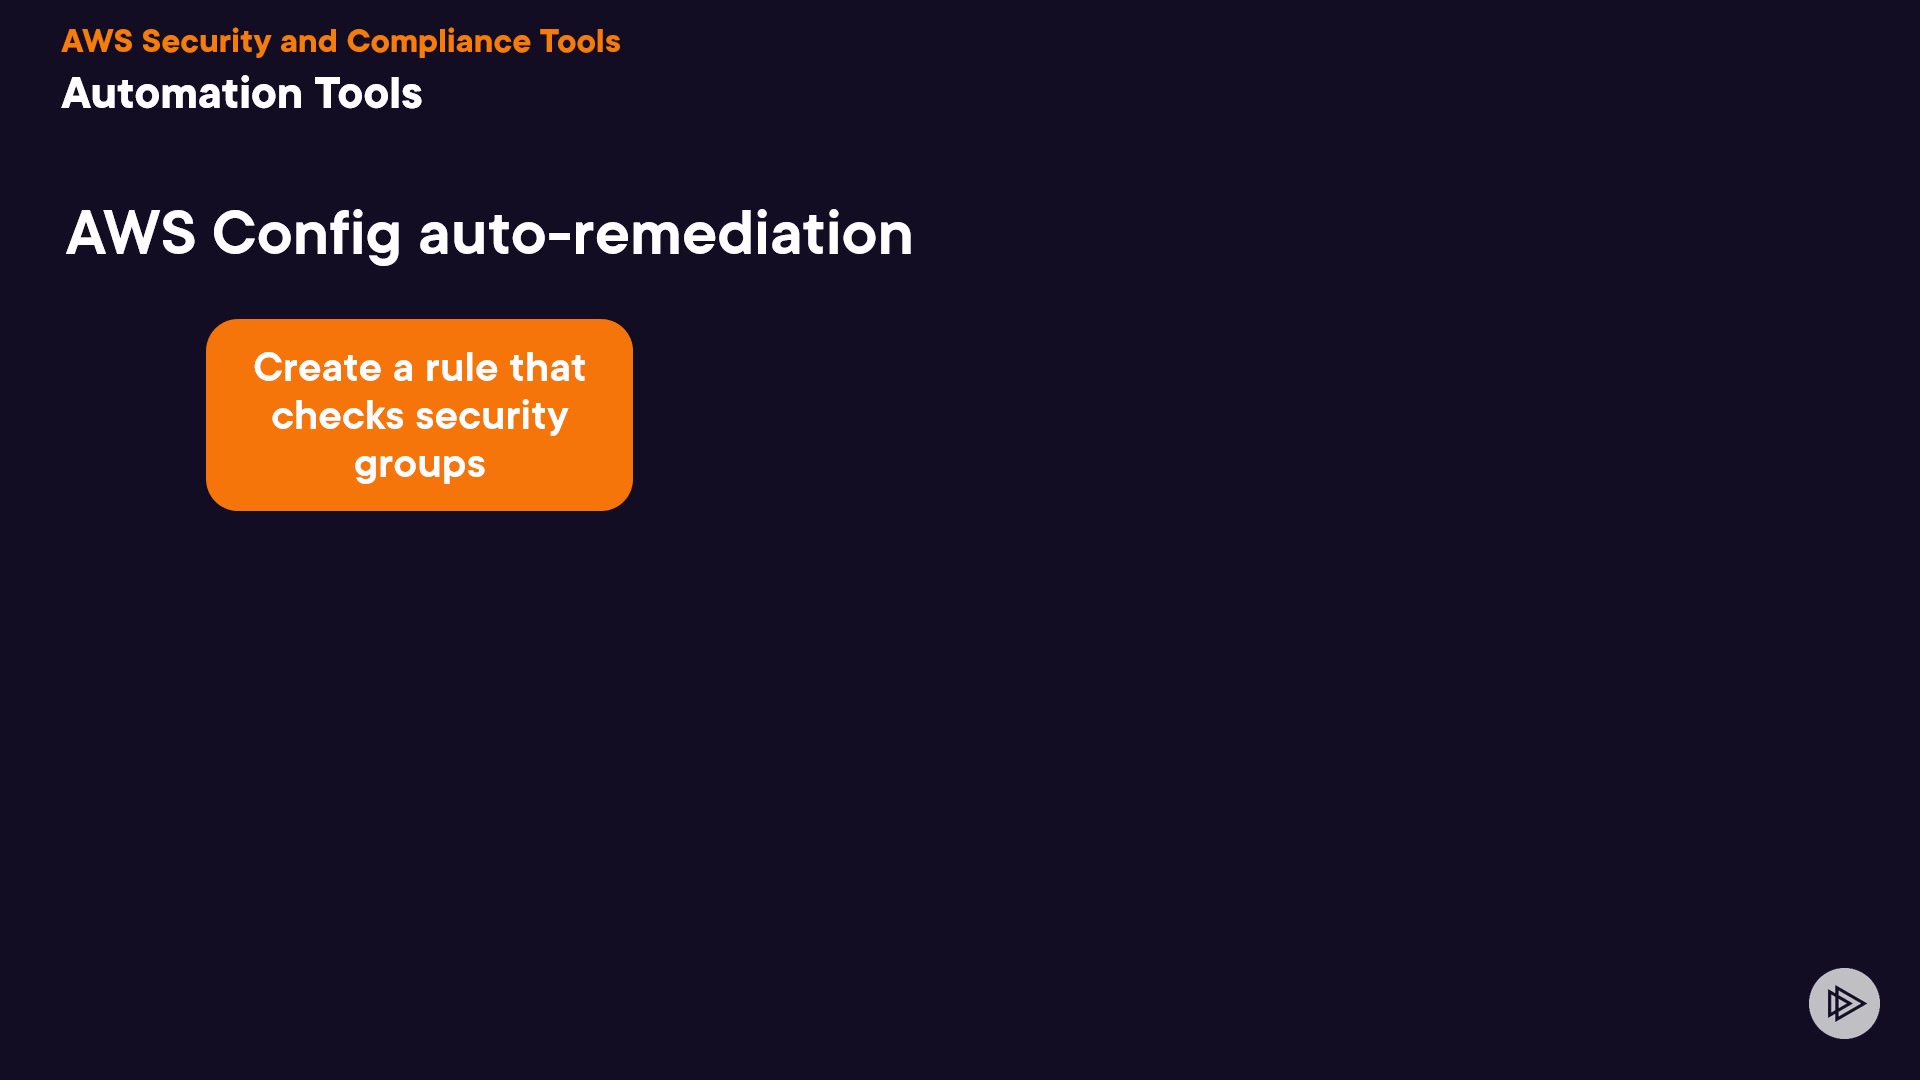 AWS Security and Compliance Tools
Automation Tools
AWS Config auto-remediation
Create a rule that
checks security
groups